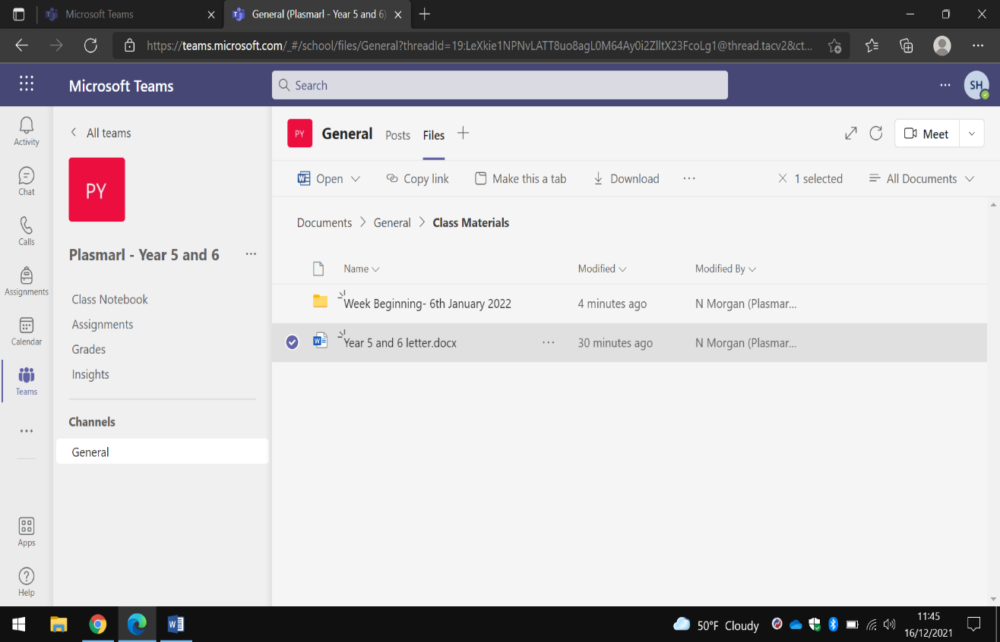 Microsoft Teams
General (Plasmarl - Year 5 and 6)
https://teams.microsoft.com/_#/school/files/General?threadId=19:LeXkie1NPNvLATT8uo8agL0M64Ay0i2ZlltX23FcoLg1@thread.tacv2&ct...
Microsoft Teams
Search
SH
Activity
Chat
Calls
Assignments
Calendar
Teams
Apps
Help
All teams
PY
Plasmarl - Year 5 and 6
Class Notebook
Assignments
Grades
Insights
Channels
General
PY General Posts Files
Meet
Open Copy link Make this a tab Download
1 selected All Documents
Documents > General > Class Materials
Name Modified Modified By
Week Beginning- 6th January 2022 4 minutes ago N Morgan (Plasmar...
Year 5 and 6 letter.docx 30 minutes ago N Morgan (Plasmar...
50°F Cloudy
11:45
16/12/2021